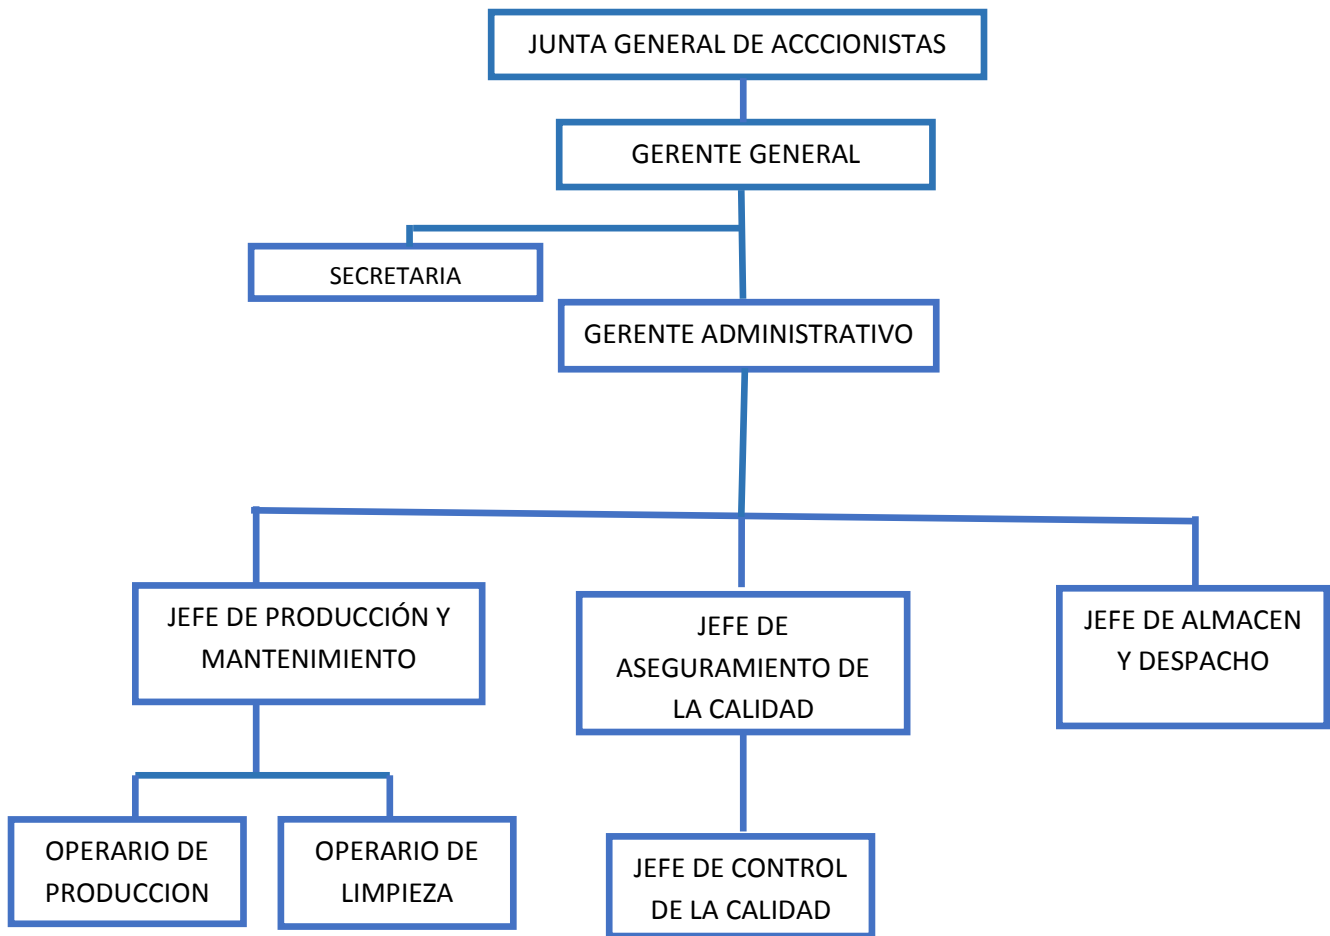 JUNTA GENERAL DE ACCCIONISTAS
GERENTE GENERAL
SECRETARIA
GERENTE ADMINISTRATIVO
JEFE DE PRODUCCIÓN Y
MANTENIMIENTO
JEFE DE
ASEGURAMIENTO DE
LA CALIDAD
JEFE DE ALMACEN
Y DESPACHO
OPERARIO DE
PRODUCCION
OPERARIO DE
LIMPIEZA
JEFE DE CONTROL
DE LA CALIDAD